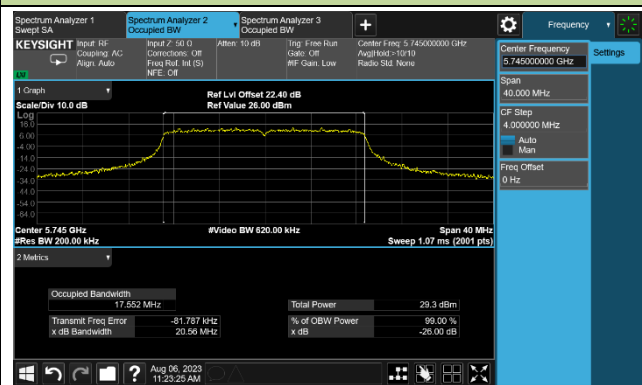 Spectrum Analyzer 1
Swept SA
Spectrum Analyzer 2
Occupied BW
Spectrum Analyzer 3
Occupied BW
+
Frequency
KEYSIGHT
Input: RF
Coupling: AC
Align: Auto
Input Z: 50 Ω
Corrections: Off
Freq Ref: Int (S)
NFE: Off
Atten: 10 dB
Trig: Free Run
Gate: Off
#IF Gain: Low
Center Freq: 5.745000000 GHz
Avg|Hold:>10/10
Radio Std: None
LXI
Center Frequency
5.745000000 GHz
Settings
Span
40.000 MHz
CF Step
4.000000 MHz
Auto
Man
Freq Offset
0 Hz
1 Graph
Scale/Div 10.0 dB
Ref Lvl Offset 22.40 dB
Ref Value 26.00 dBm
Log
16.0
6.00
-4.00
-14.0
-24.0
-34.0
-44.0
-54.0
-64.0
Center 5.745 GHz
#Res BW 200.00 kHz
#Video BW 620.00 kHz
Span 40 MHz
Sweep 1.07 ms (2001 pts)
2 Metrics
Occupied Bandwidth
17.552 MHz
Total Power
29.3 dBm
Transmit Freq Error
-81.787 kHz
% of OBW Power
99.00 %
x dB Bandwidth
20.56 MHz
x dB
-26.00 dB
?
Aug 06, 2023
11:23:25 AM